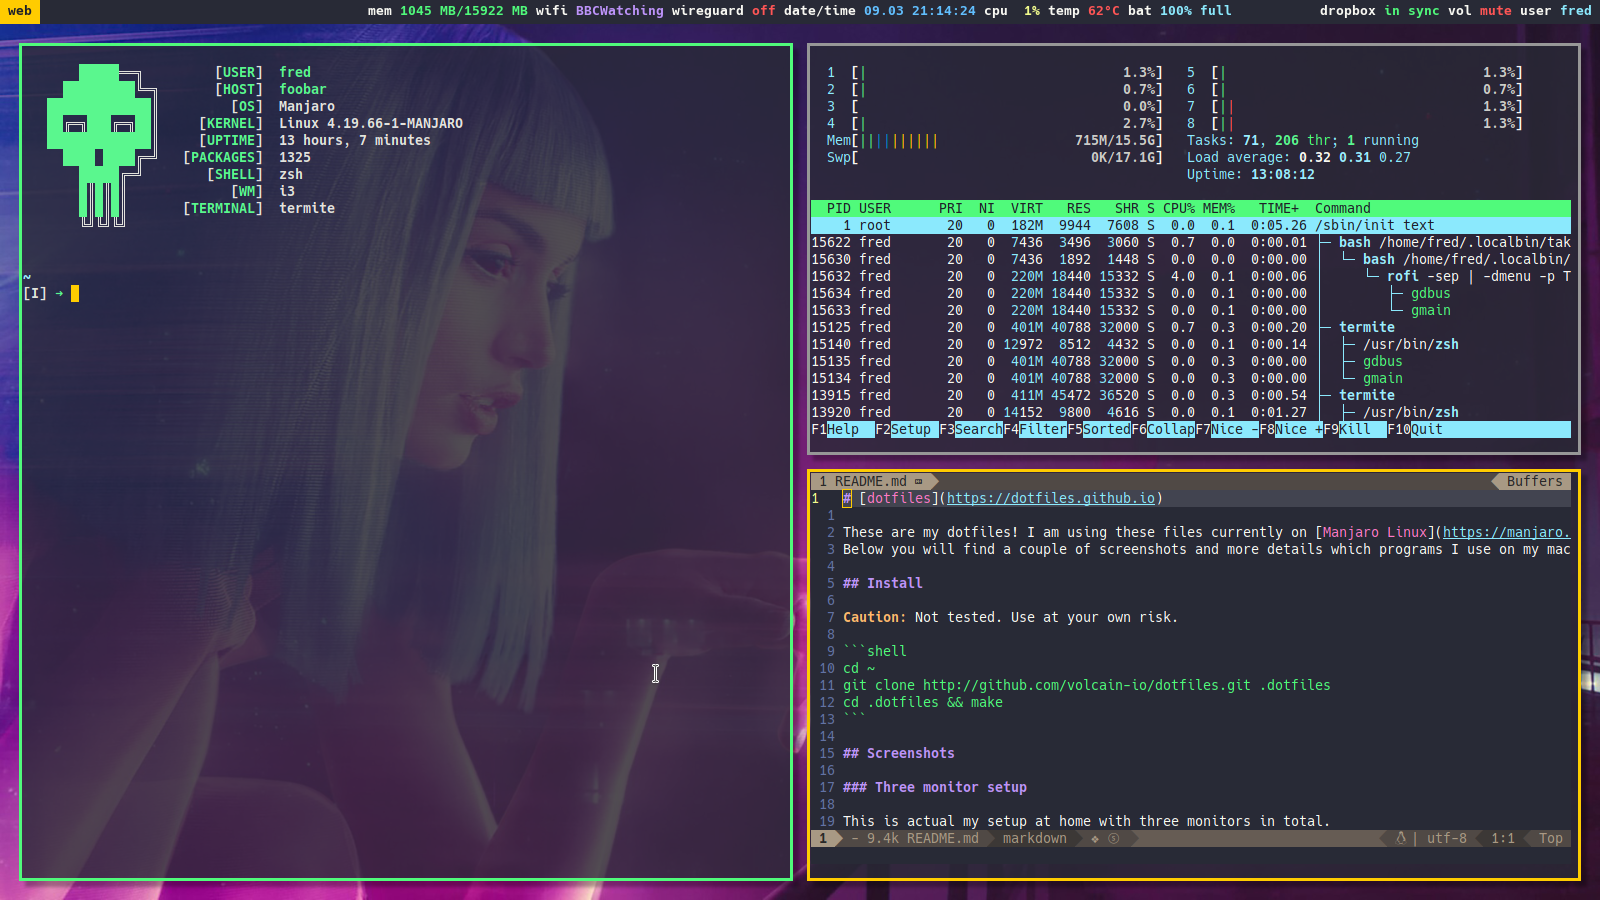 web mem 1045 MB/15922 MB wifi BBCWatching wireguard off date/time 09.03 21:14:24 cpu 1% temp 62°C bat 100% full dropbox in sync vol mute user fred
[USER] fred
[HOST] foobar
[OS] Manjaro
[KERNEL] Linux 4.19.66-1-MANJARO
[UPTIME] 13 hours, 7 minutes
[PACKAGES] 1325
[SHELL] zsh
[WM] i3
[TERMINAL] termite
~
[I] →
1 [| 1.3%] 5 [| 1.3%]
2 [| 0.7%] 6 [| 0.7%]
3 [ 0.0%] 7 [|| 1.3%]
4 [| 2.7%] 8 [|| 1.3%]
Mem[|||||||||| 715M/15.5G] Tasks: 71, 206 thr; 1 running
Swp[ 0K/17.1G] Load average: 0.32 0.31 0.27
Uptime: 13:08:12
PID USER PRI NI VIRT RES SHR S CPU% MEM% TIME+ Command
1 root 20 0 182M 9944 7608 S 0.0 0.1 0:05.26 /sbin/init text
15622 fred 20 0 7436 3496 3060 S 0.7 0.0 0:00.01 ├─ bash /home/fred/.localbin/tak
15630 fred 20 0 7436 1892 1448 S 0.0 0.0 0:00.00 │ └─ bash /home/fred/.localbin/
15632 fred 20 0 220M 18440 15332 S 4.0 0.1 0:00.06 │ └─ rofi -sep | -dmenu -p T
15634 fred 20 0 220M 18440 15332 S 0.0 0.1 0:00.00 │ ├─ gdbus
15633 fred 20 0 220M 18440 15332 S 0.0 0.1 0:00.00 │ └─ gmain
15125 fred 20 0 401M 40788 32000 S 0.7 0.3 0:00.20 ├─ termite
15140 fred 20 0 12972 8512 4432 S 0.0 0.1 0:00.14 │ ├─ /usr/bin/zsh
15135 fred 20 0 401M 40788 32000 S 0.0 0.3 0:00.00 │ ├─ gdbus
15134 fred 20 0 401M 40788 32000 S 0.0 0.3 0:00.00 │ └─ gmain
13915 fred 20 0 411M 45472 36520 S 0.0 0.3 0:00.54 ├─ termite
13920 fred 20 0 14152 9800 4616 S 0.0 0.1 0:01.27 │ ├─ /usr/bin/zsh
F1Help F2Setup F3SearchF4FilterF5SortedF6CollapF7Nice -F8Nice +F9Kill F10Quit
1 README.md Buffers
1 # [dotfiles](https://dotfiles.github.io)
1
2 These are my dotfiles! I am using these files currently on [Manjaro Linux](https://manjaro.
3 Below you will find a couple of screenshots and more details which programs I use on my mac
4
5 ## Install
6
7 Caution: Not tested. Use at your own risk.
8
9 ```shell
10 cd ~
11 git clone http://github.com/volcain-io/dotfiles.git .dotfiles
12 cd .dotfiles && make
13 ```
14
15 ## Screenshots
16
17 ### Three monitor setup
18
19 This is actual my setup at home with three monitors in total.
1 - 9.4k README.md markdown ❖ Ⓢ | utf-8 1:1 Top